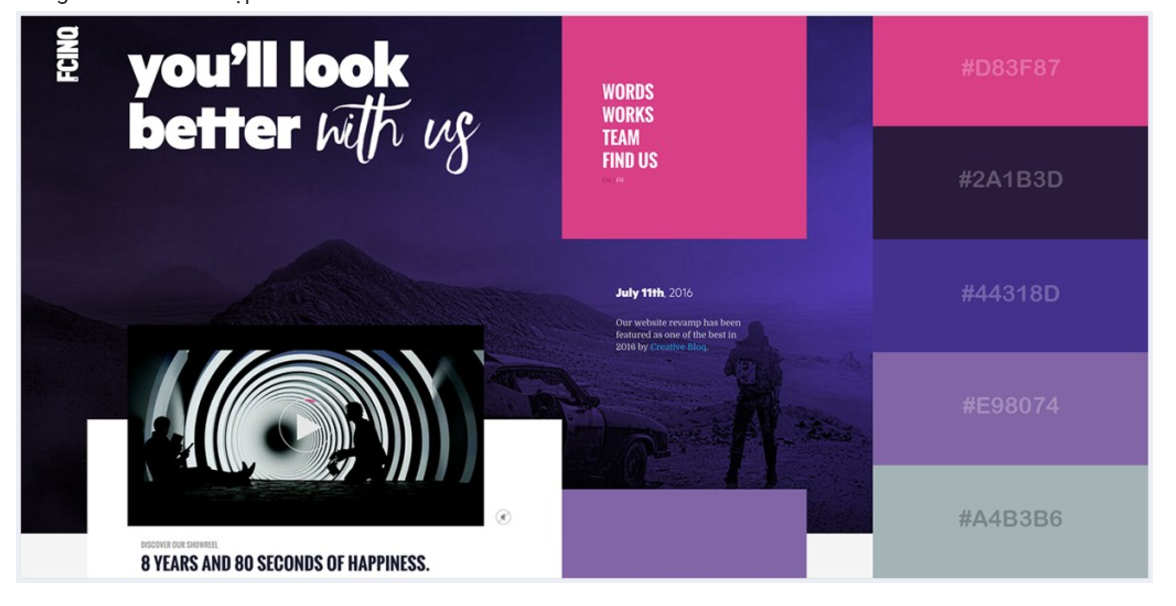 FCINQ
you'll look
better with us
WORDS
WORKS
TEAM
FIND US
EN / FR
July 11th, 2016
Our website revamp has been
featured as one of the best in
2016 by Creative Bloq.
DISCOVER OUR SHOWREEL
8 YEARS AND 80 SECONDS OF HAPPINESS.
#D83F87
#2A1B3D
#44318D
#E98074
#A4B3B6